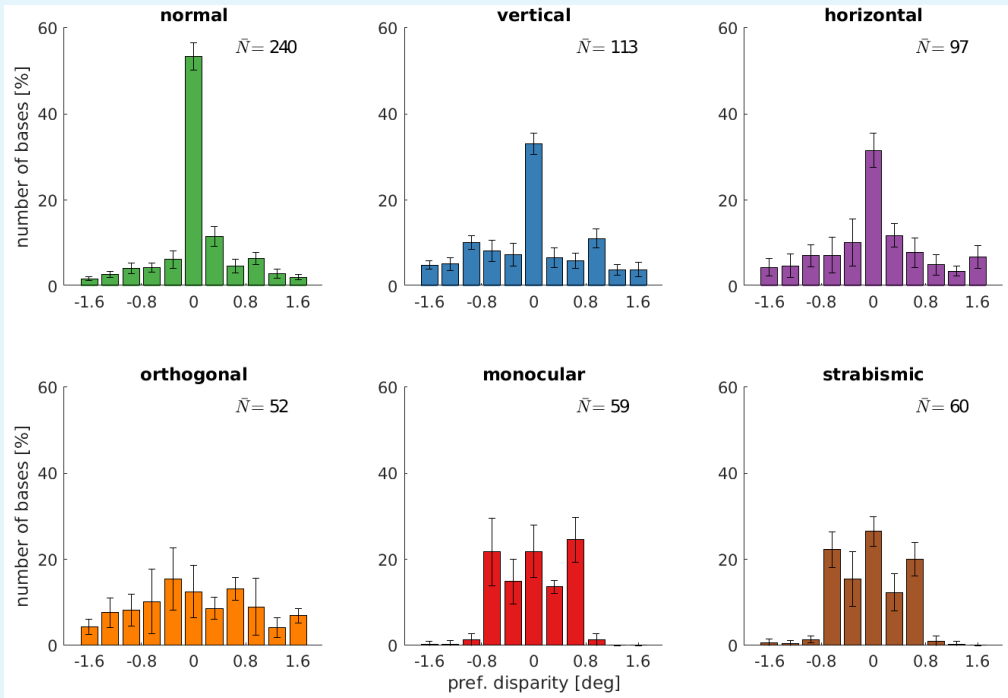 normal
vertical
horizontal
60
N̄ = 240
60
N̄ = 113
60
N̄ = 97
number of bases [%]
40
40
40
20
20
20
0
0
0
-1.6 -0.8 0 0.8 1.6
-1.6 -0.8 0 0.8 1.6
-1.6 -0.8 0 0.8 1.6
orthogonal
monocular
strabismic
60
N̄ = 52
60
N̄ = 59
60
N̄ = 60
number of bases [%]
40
40
40
20
20
20
0
0
0
-1.6 -0.8 0 0.8 1.6
-1.6 -0.8 0 0.8 1.6
-1.6 -0.8 0 0.8 1.6
pref. disparity [deg]